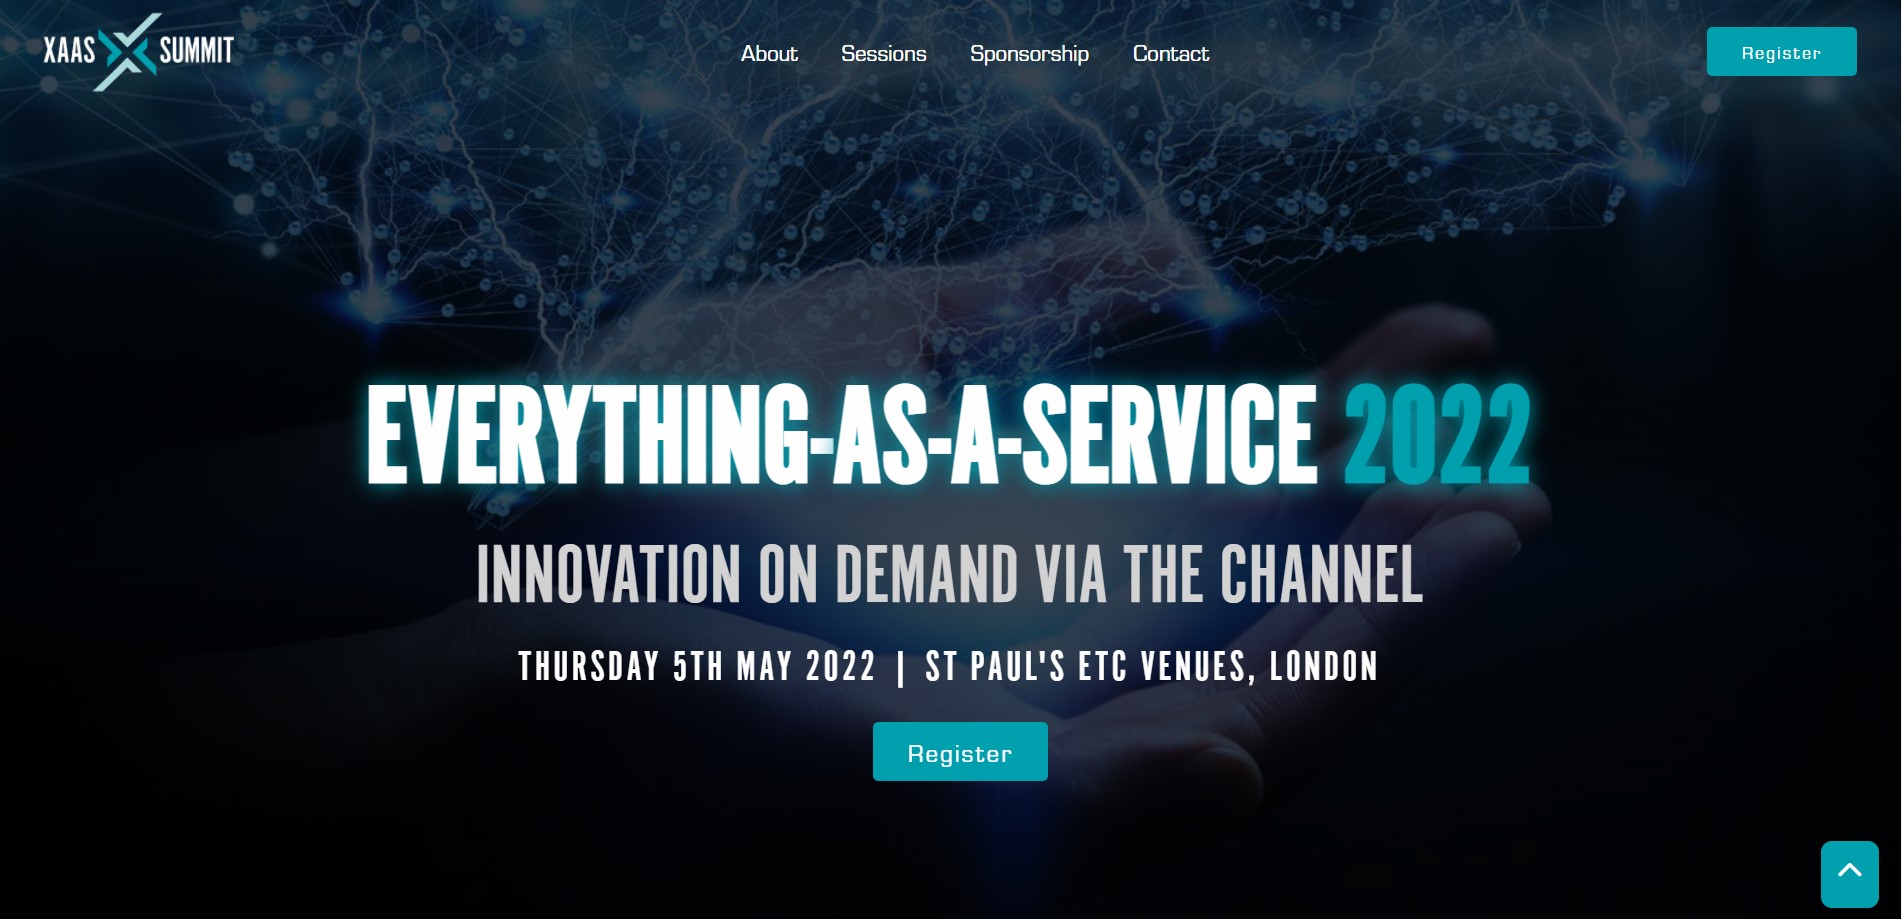 XAAS SUMMIT
About Sessions Sponsorship Contact
Register
EVERYTHING-AS-A-SERVICE 2022
INNOVATION ON DEMAND VIA THE CHANNEL
THURSDAY 5TH MAY 2022 | ST PAUL'S ETC VENUES, LONDON
Register